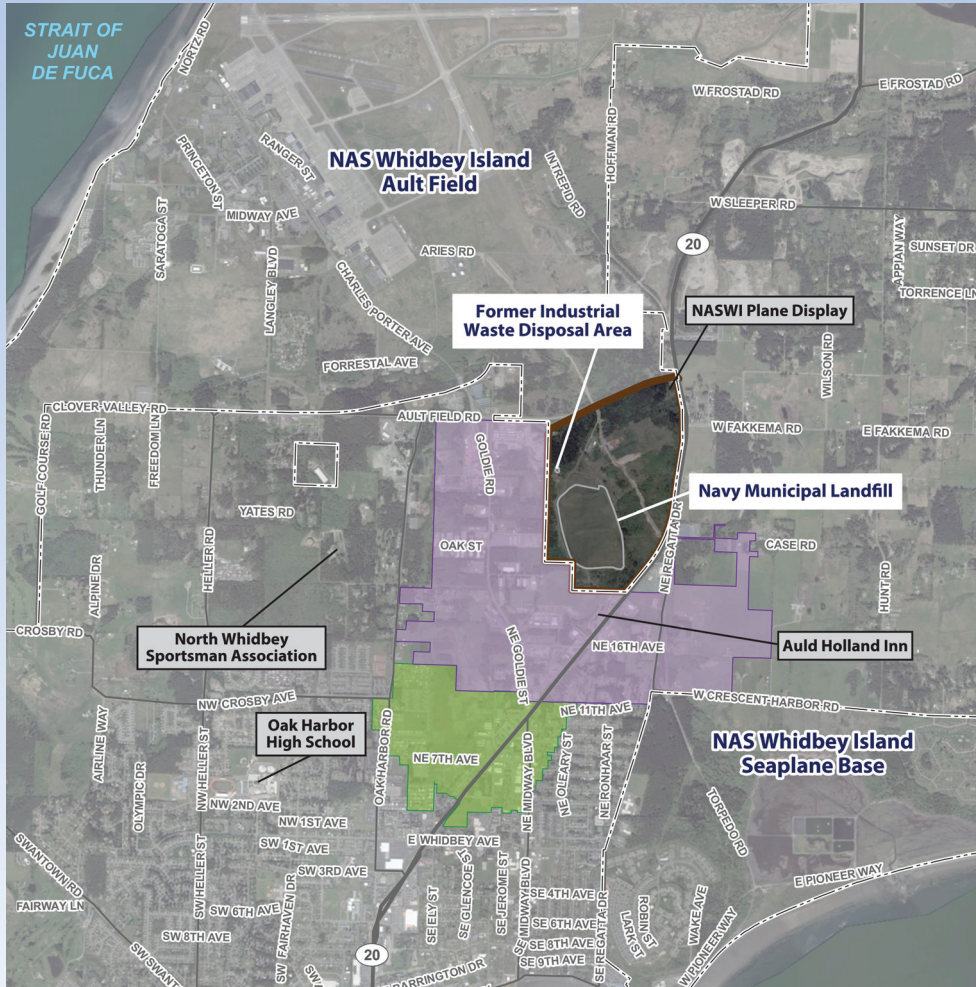 STRAIT OF
JUAN
DE FUCA
NORTZ RD
HOFFMAN RD
W FROSTAD RD
E FROSTAD RD
RANGER ST
PRINCETON ST
NAS Whidbey Island
Ault Field
INTREPID RD
MIDWAY AVE
SARATOGA ST
W SLEEPER RD
20
APPIAN WAY
SUNSET DR
ARIES RD
LANGLEY BLVD
CHARLES PORTER AVE
TORRENCE LN
Former Industrial
Waste Disposal Area
NASWI Plane Display
WILSON RD
FORRESTAL AVE
CLOVER VALLEY RD
AULT FIELD RD
GOLF COURSE RD
THUNDER LN
FREEDOM LN
GOLDIE RD
W FAKKEMA RD
E FAKKEMA RD
Navy Municipal Landfill
YATES RD
HELLER RD
OAK ST
NE REGATTA DR
CASE RD
ALPINE DR
HUNT RD
CROSBY RD
North Whidbey
Sportsman Association
NE GOLDIE ST
NE 16TH AVE
Auld Holland Inn
NW CROSBY AVE
W CRESCENT HARBOR RD
NE 11TH AVE
AIRLINE WAY
Oak Harbor
High School
OAK HARBOR RD
NE 7TH AVE
NE MIDWAY BLVD
NE OLEARY ST
NE RONHAAR ST
NAS Whidbey Island
Seaplane Base
OLYMPIC DR
NW HELLER ST
NW 2ND AVE
NW 1ST AVE
TORPEDO RD
SW 1ST AVE
E WHIDBEY AVE
SWANTOWN RD
SW 3RD AVE
FAIRWAY LN
SW HELLER ST
SW FAIRHAVEN DR
SE ELY ST
SE GLENCOE ST
SE JEROME ST
SE MIDWAY BLVD
SE 4TH AVE
SE REGATTA DR
ROBIN ST
LARK ST
WAKE AVE
E PIONEER WAY
SW 6TH AVE
SE 6TH AVE
SW 8TH AVE
SE 8TH AVE
SE 9TH AVE
W PIONEER WAY
20
SW SWANT
BARRINGTON DR